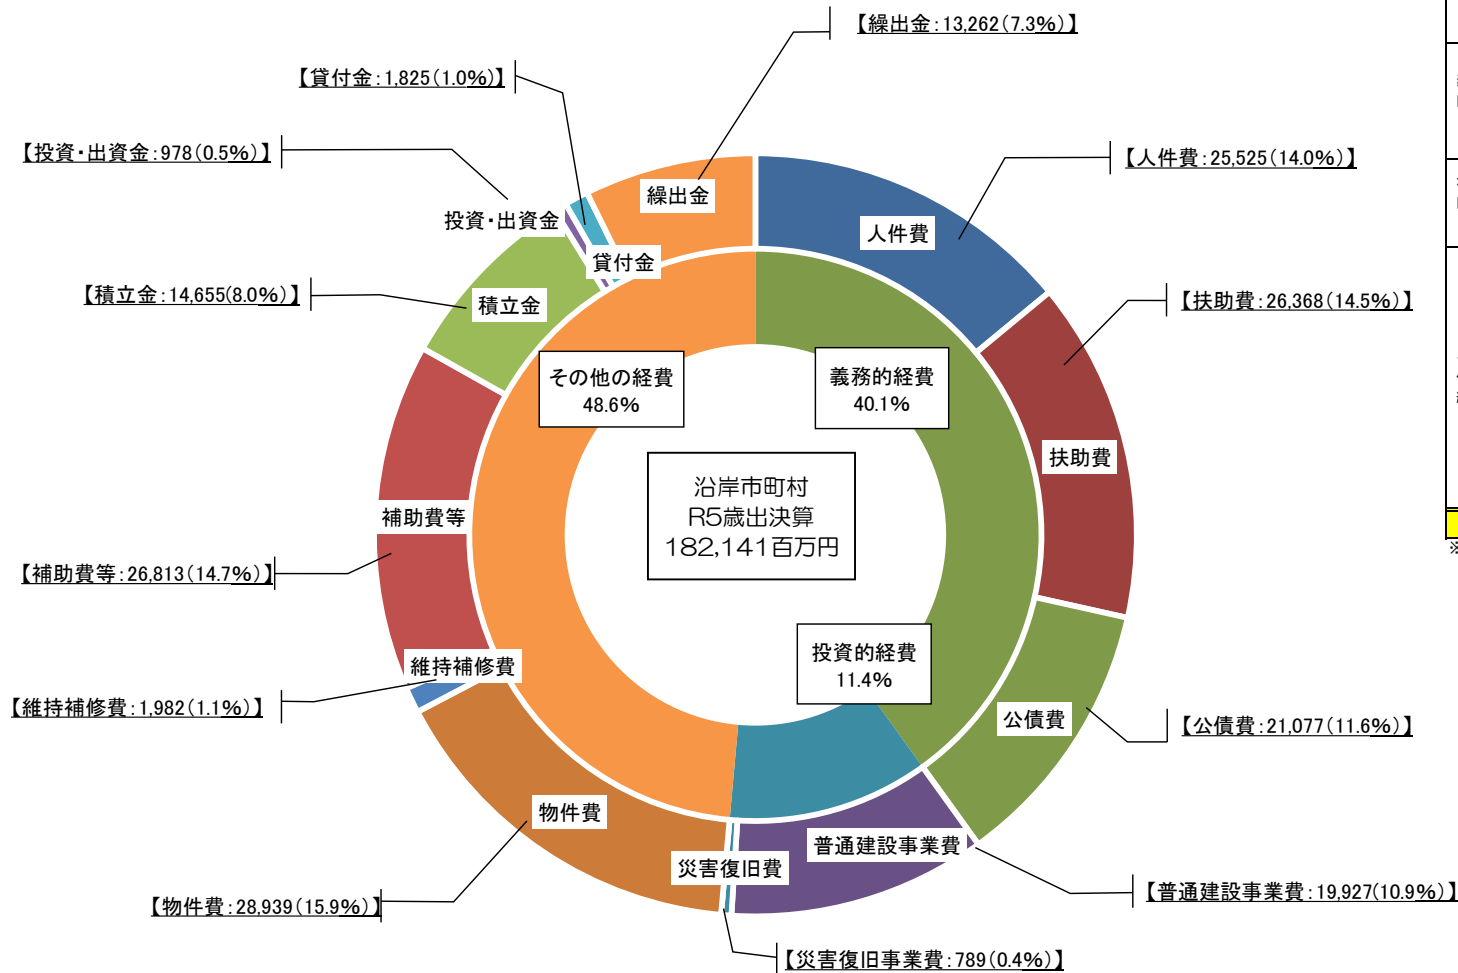 【繰出金:13,262(7.3%)】
【貸付金:1,825(1.0%)】
【投資・出資金:978(0.5%)】
【人件費:25,525(14.0%)】
繰出金
投資・出資金
人件費
貸付金
【積立金:14,655(8.0%)】
積立金
【扶助費:26,368(14.5%)】
その他の経費
48.6%
義務的経費
40.1%
扶助費
沿岸市町村
R5歳出決算
182,141百万円
補助費等
【補助費等:26,813(14.7%)】
※
投資的経費
11.4%
維持補修費
【維持補修費:1,982(1.1%)】
公債費
【公債費:21,077(11.6%)】
物件費
普通建設事業費
災害復旧費
【物件費:28,939(15.9%)】
【普通建設事業費:19,927(10.9%)】
【災害復旧事業費:789(0.4%)】